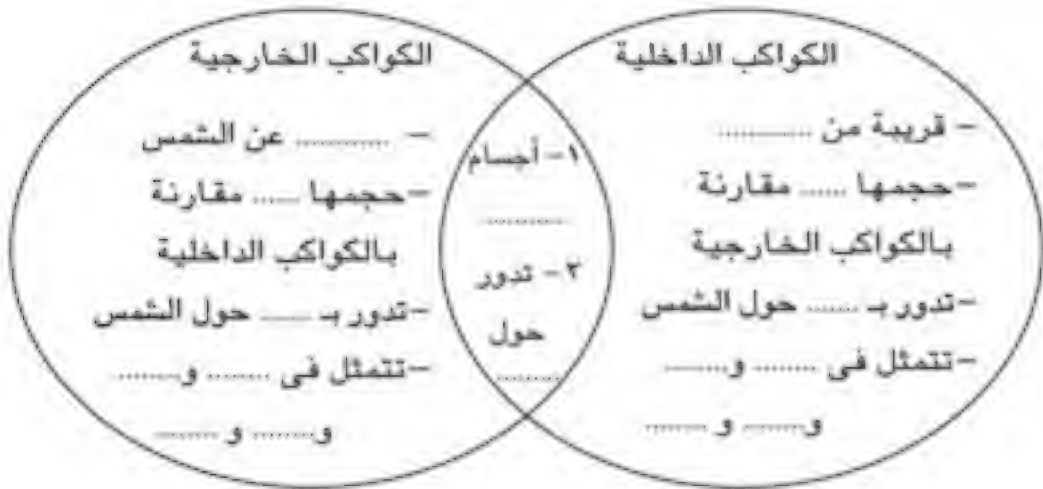 الكواكب الداخلية
- قريبة من ............
- حجمها ...... مقارنة
بالكواكب الخارجية
- تدور بـ ....... حول الشمس
- تتمثل فى ......... و........
و........ و ........
١- أجسام
............
٢- تدور
حول
.........
الكواكب الخارجية
- ............ عن الشمس
- حجمها ...... مقارنة
بالكواكب الداخلية
- تدور بـ ...... حول الشمس
- تتمثل فى ......... و........
و........ و ........